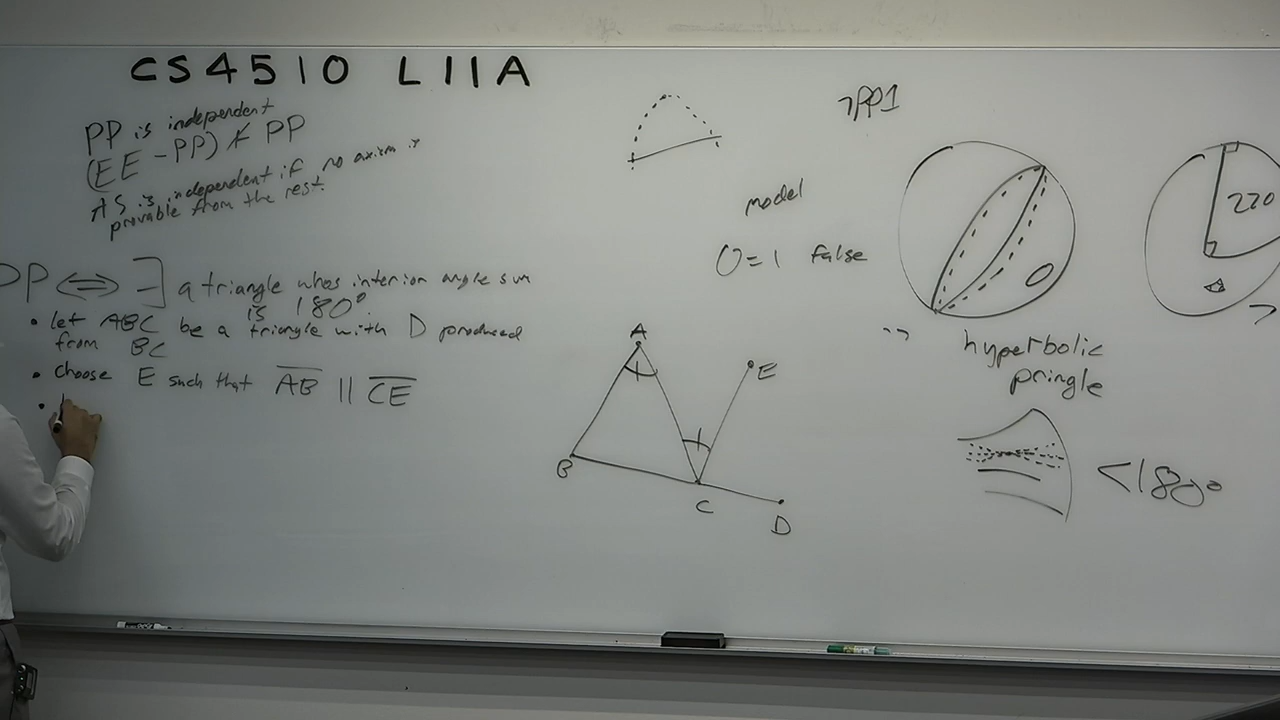 CS4510 L11A
PP is independent
(EE - PP) ⊬ PP
AS is independent if no axiom is
provable from the rest.
PP ⟺ ∃ a triangle whes interior angle sum
is 180°
• let ABC be a triangle with D produced
from BC
• choose E such that AB || CE
¬PP1
model
0=1 false
A
B
C
D
E
270
hyperbolic
pringle
<180°